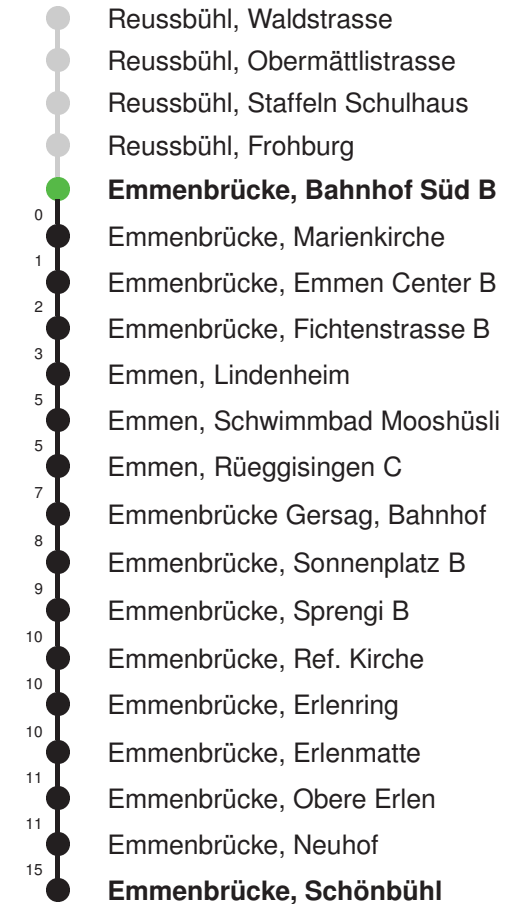 Reussbühl, Waldstrasse
Reussbühl, Obermättlistrasse
Reussbühl, Staffeln Schulhaus
Reussbühl, Frohburg
Emmenbrücke, Bahnhof Süd B
0
Emmenbrücke, Marienkirche
1
Emmenbrücke, Emmen Center B
2
Emmenbrücke, Fichtenstrasse B
3
Emmen, Lindenheim
5
Emmen, Schwimmbad Mooshüsli
5
Emmen, Rüeggisingen C
7
Emmenbrücke Gersag, Bahnhof
8
Emmenbrücke, Sonnenplatz B
9
Emmenbrücke, Sprengi B
10
Emmenbrücke, Ref. Kirche
10
Emmenbrücke, Erlenring
10
Emmenbrücke, Erlenmatte
11
Emmenbrücke, Obere Erlen
11
Emmenbrücke, Neuhof
15
Emmenbrücke, Schönbühl